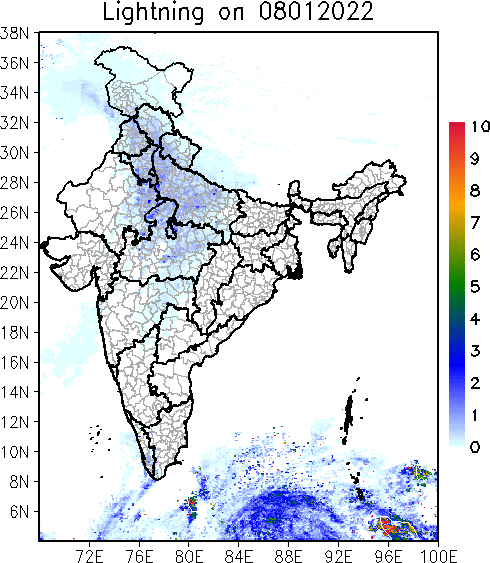 Lightning on 08012022
38N
36N
34N
32N
30N
28N
26N
24N
22N
20N
18N
16N
14N
12N
10N
8N
6N
72E 76E 80E 84E 88E 92E 96E 100E
10
9
8
7
6
5
4
3
2
1
0